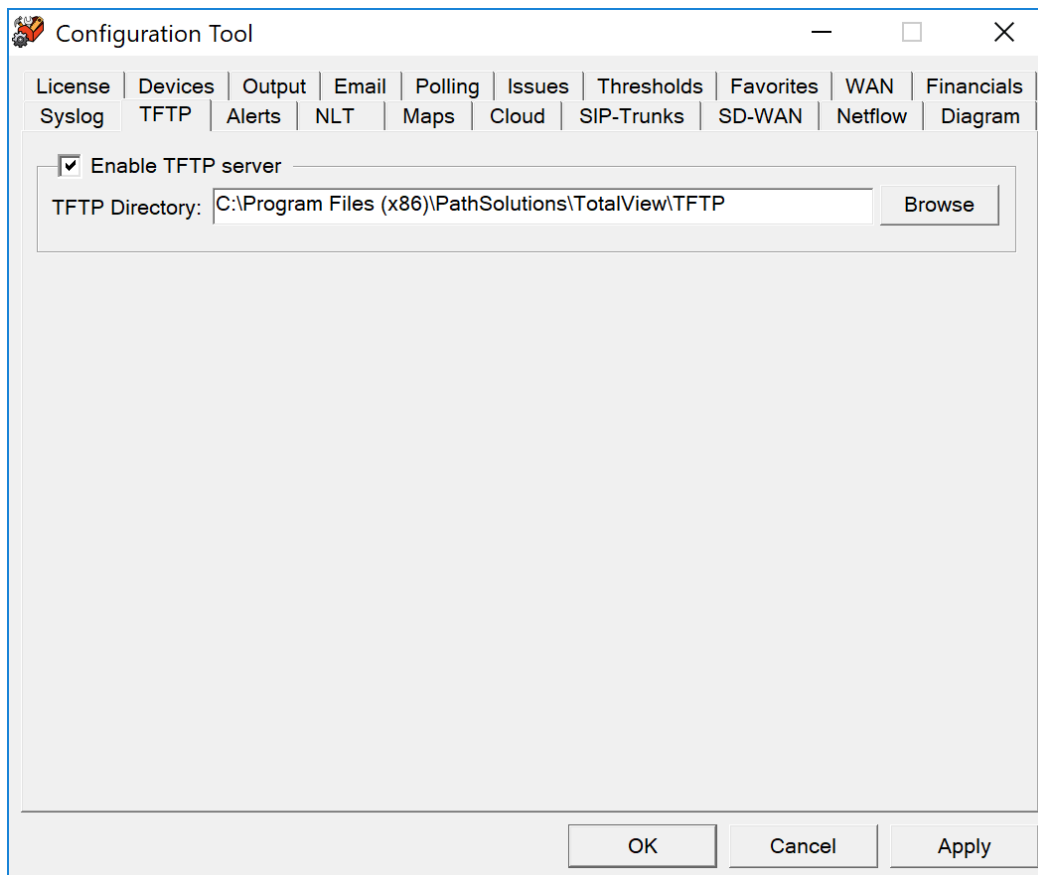 Configuration Tool
License Devices Output Email Polling Issues Thresholds Favorites WAN Financials
Syslog TFTP Alerts NLT Maps Cloud SIP-Trunks SD-WAN Netflow Diagram
Enable TFTP server
TFTP Directory: C:\Program Files (x86)\PathSolutions\TotalView\TFTP Browse
OK Cancel Apply